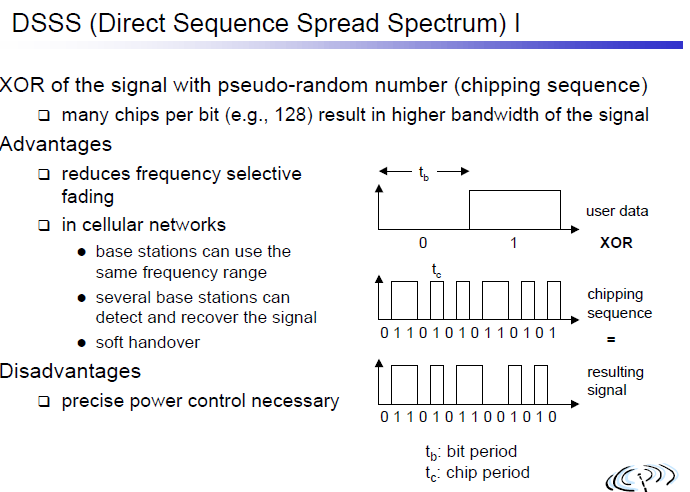 DSSS (Direct Sequence Spread Spectrum) I
XOR of the signal with pseudo-random number (chipping sequence)
❑ many chips per bit (e.g., 128) result in higher bandwidth of the signal
Advantages
❑ reduces frequency selective
fading
❑ in cellular networks
● base stations can use the
same frequency range
● several base stations can
detect and recover the signal
● soft handover
Disadvantages
❑ precise power control necessary
tb
user data
0 1 XOR
tc
chipping
sequence
0 1 1 0 1 0 1 0 1 1 0 1 0 1
=
resulting
signal
0 1 1 0 1 0 1 1 0 0 1 0 1 0
tb: bit period
tc: chip period